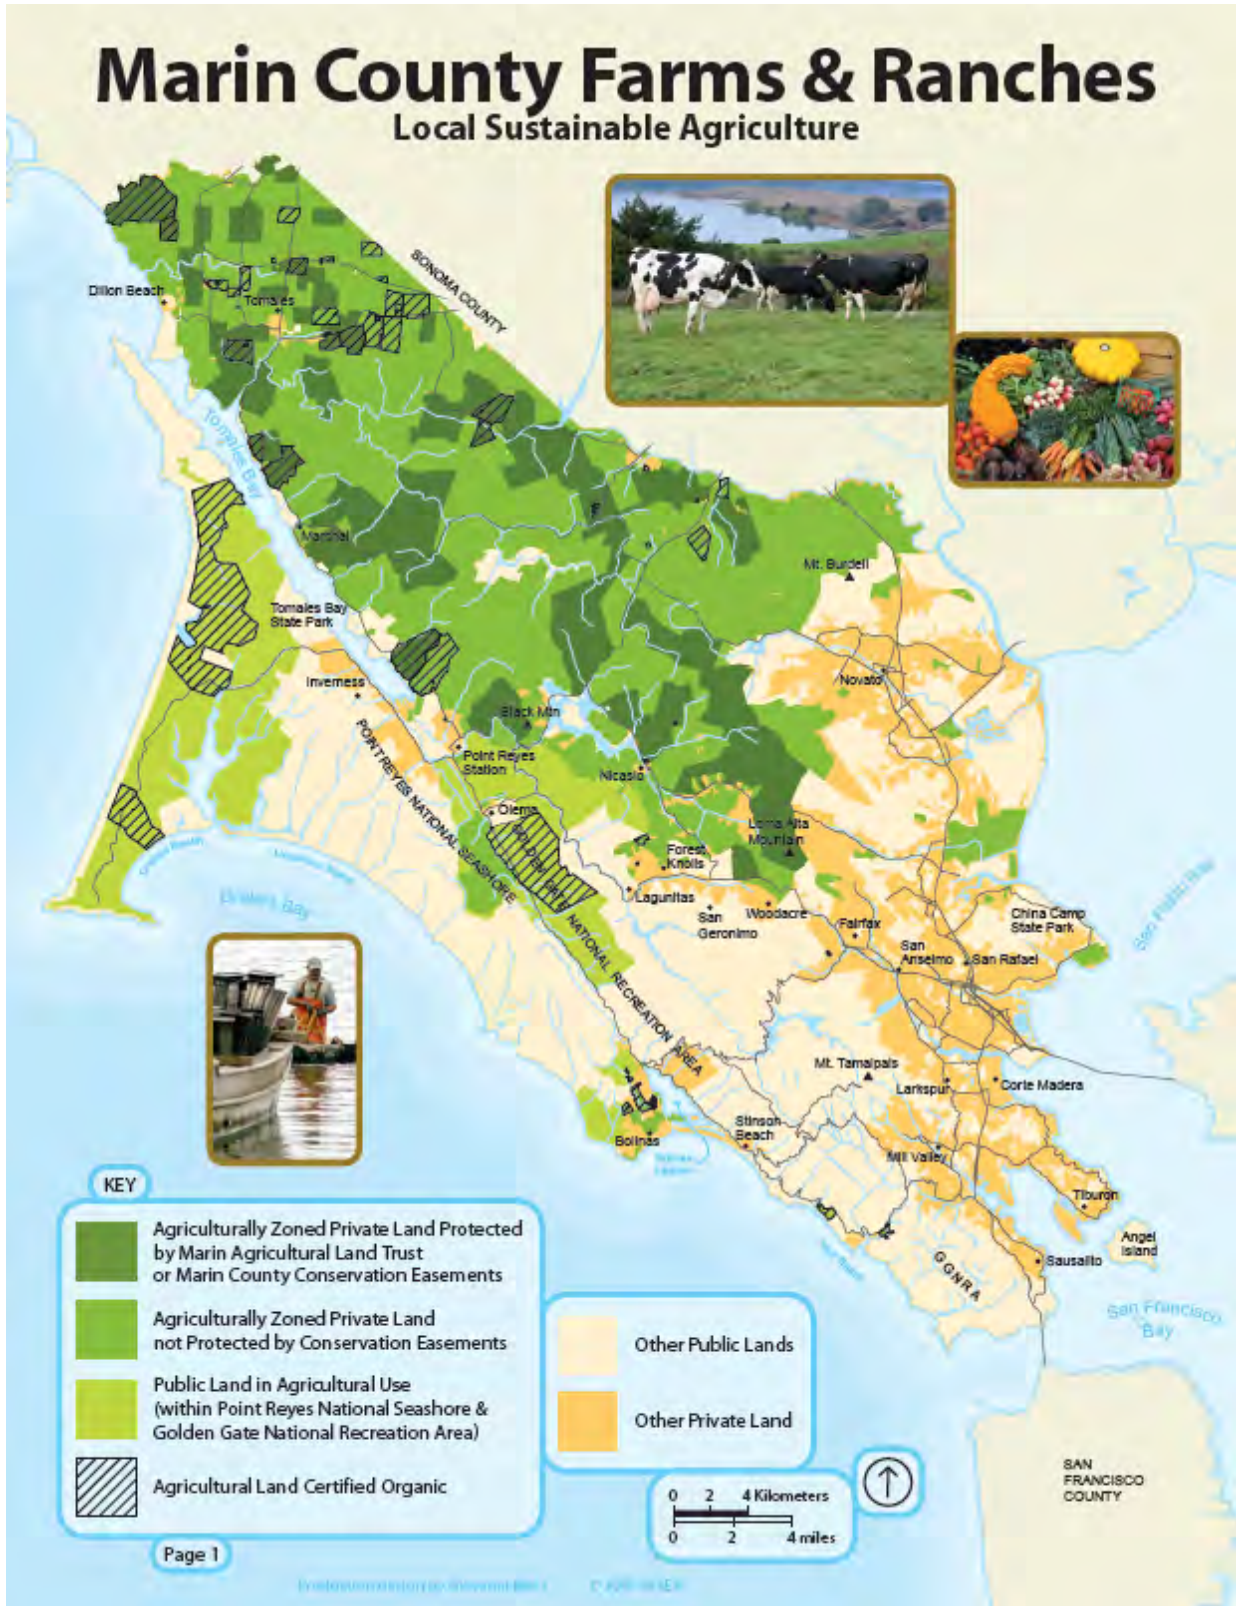 Marin County Farms & Ranches
Local Sustainable Agriculture
SONOMA COUNTY
Dillon Beach
Tomales
Tomales Bay
Marshal
Mt. Burdell
Tomales Bay
State Park
Inverness
Novato
Black Mtn
POINT REYES NATIONAL SEASHORE
Point Reyes
Station
Nicasio
Olema
Loma Alta
Mountain
Forest
Knolls
Lagunitas
San
Geronimo
Woodacre
Fairfax
China Camp
State Park
San
Anselmo
San Rafael
San Pablo Bay
Drakes Bay
NATIONAL RECREATION AREA
Mt. Tamalpais
Larkspur
Corte Madera
Stinson
Beach
Bolinas
Mill Valley
Tiburon
Angel
Island
Sausalito
GGNRA
San Francisco
Bay
KEY
Agriculturally Zoned Private Land Protected
by Marin Agricultural Land Trust
or Marin County Conservation Easements
Agriculturally Zoned Private Land
not Protected by Conservation Easements
Public Land in Agricultural Use
(within Point Reyes National Seashore &
Golden Gate National Recreation Area)
Agricultural Land Certified Organic
Other Public Lands
Other Private Land
0 2 4 Kilometers
0 2 4 miles
SAN
FRANCISCO
COUNTY
Page 1